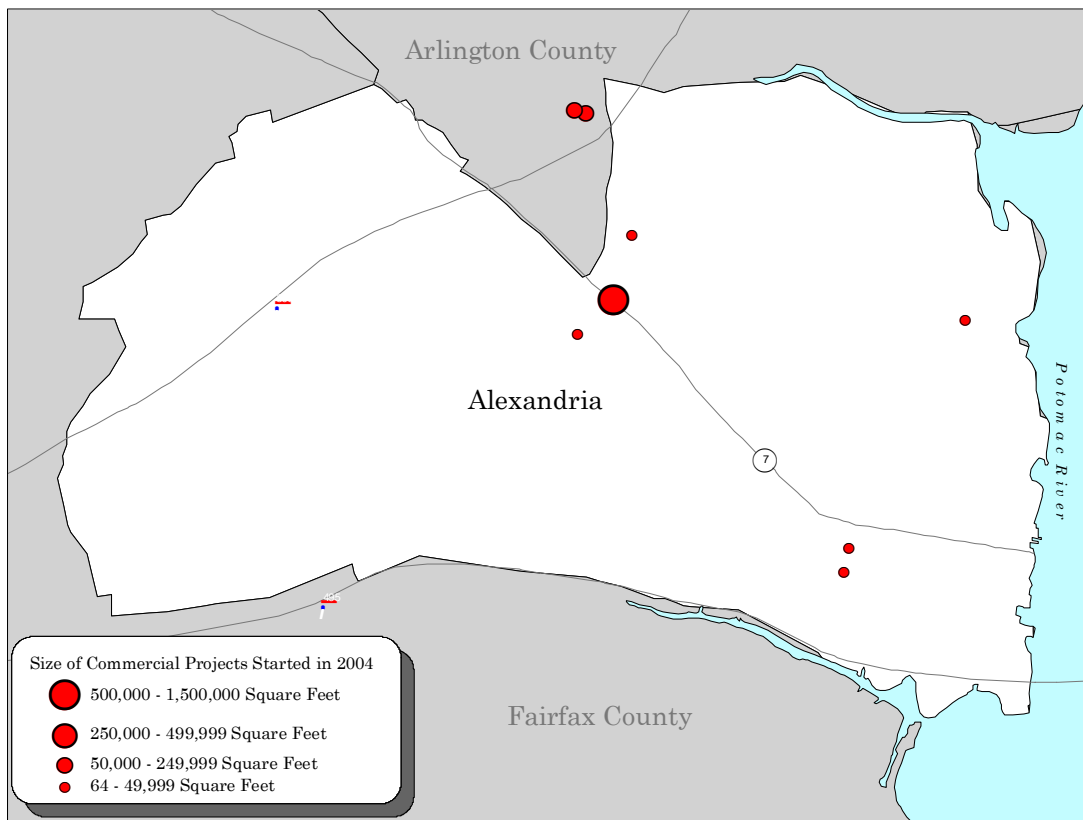 Arlington County
Alexandria
7
Potomac River
495
Fairfax County
Size of Commercial Projects Started in 2004
500,000 - 1,500,000 Square Feet
250,000 - 499,999 Square Feet
50,000 - 249,999 Square Feet
64 - 49,999 Square Feet